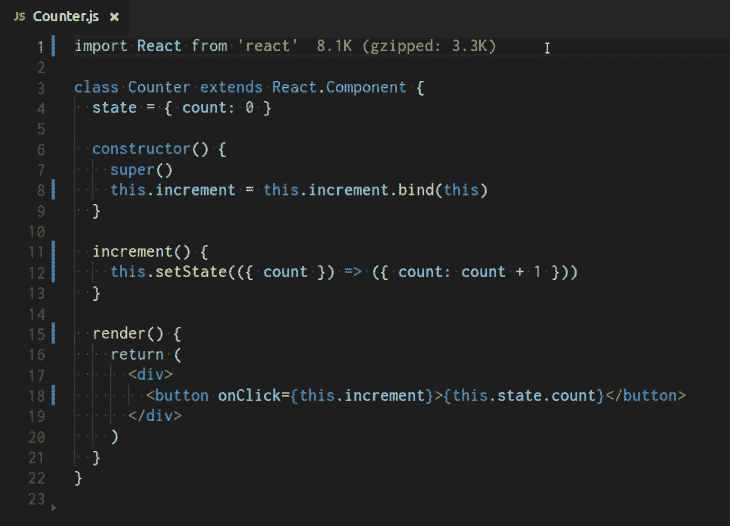 JS Counter.js ×
1 import React from 'react' 8.1K (gzipped: 3.3K)
2
3 class Counter extends React.Component {
4   state = { count: 0 }
5
6   constructor() {
7     super()
8     this.increment = this.increment.bind(this)
9   }
10
11   increment() {
12     this.setState(({ count }) => ({ count: count + 1 }))
13   }
14
15   render() {
16     return (
17       <div>
18         <button onClick={this.increment}>{this.state.count}</button>
19       </div>
20     )
21   }
22 }
23